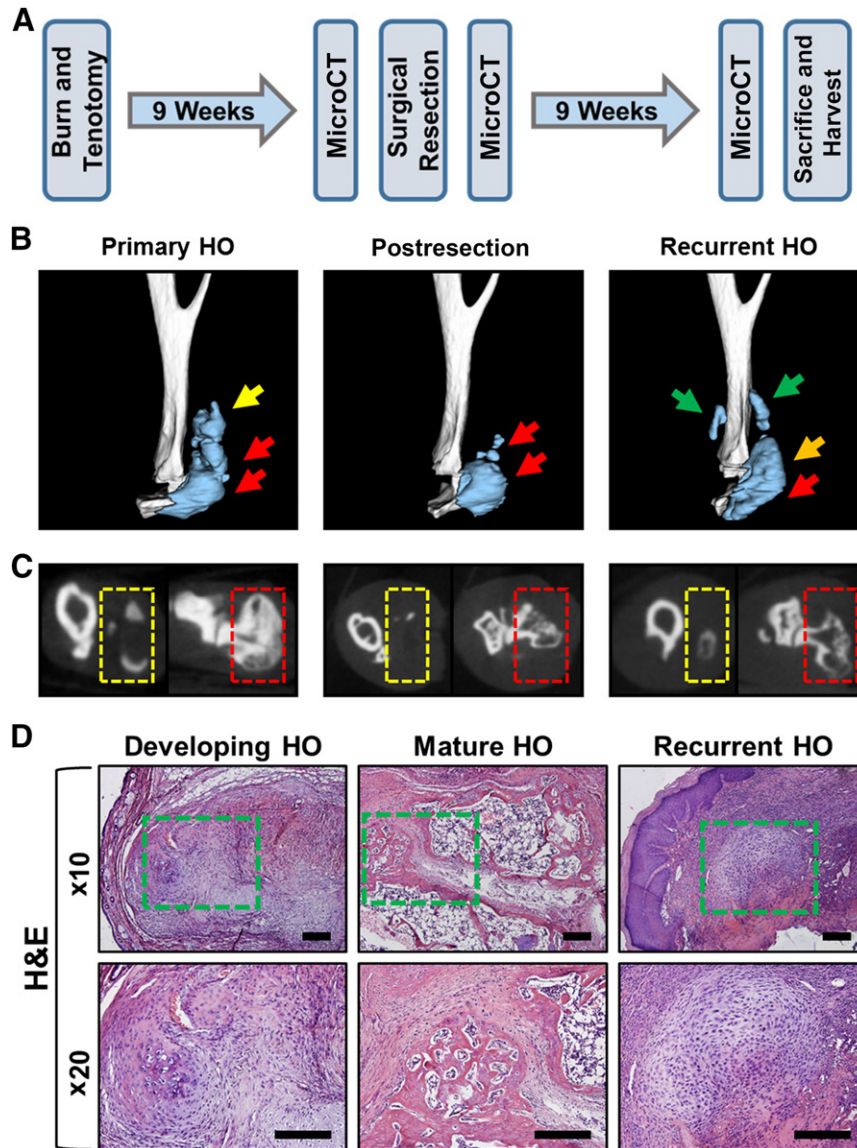 A
Burn and
Tenotomy
9 Weeks
MicroCT
Surgical
Resection
MicroCT
9 Weeks
MicroCT
Sacrifice and
Harvest
B
Primary HO
Postresection
Recurrent HO
C
D
Developing HO
Mature HO
Recurrent HO
H&E
x10
x20